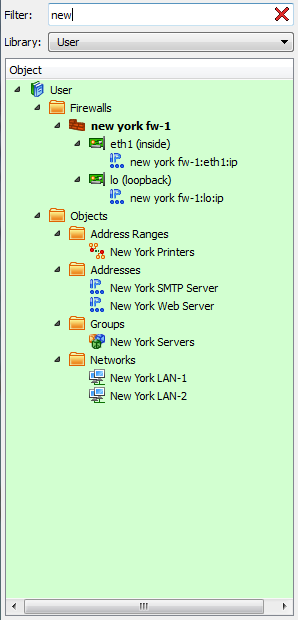 Filter: new
Library: User
Object
User
Firewalls
new york fw-1
eth1 (inside)
new york fw-1:eth1:ip
lo (loopback)
new york fw-1:lo:ip
Objects
Address Ranges
New York Printers
Addresses
New York SMTP Server
New York Web Server
Groups
New York Servers
Networks
New York LAN-1
New York LAN-2